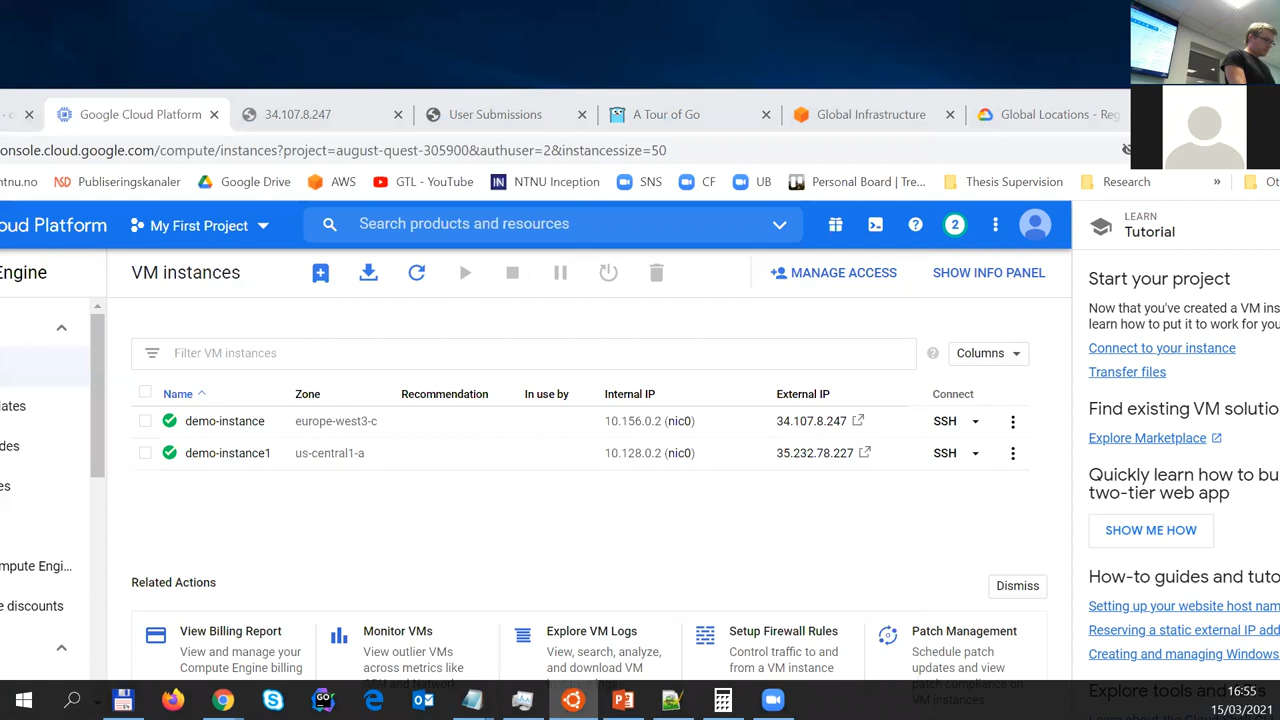 Google Cloud Platform
34.107.8.247
User Submissions
A Tour of Go
Global Infrastructure
Global Locations - Reg
onsole.cloud.google.com/compute/instances?project=august-quest-305900&authuser=2&instancessize=50
ntnu.no
NSD
Publiseringskanaler
Google Drive
AWS
GTL - YouTube
IN
NTNU Inception
SNS
CF
UB
Personal Board | Tre...
Thesis Supervision
Research
»
Ot
oud Platform
My First Project
Search products and resources
2
LEARN
Tutorial
Engine
VM instances
MANAGE ACCESS
SHOW INFO PANEL
Start your project
Now that you've created a VM ins
learn how to put it to work for you
Connect to your instance
Transfer files
Filter VM instances
Columns
Name
Zone
Recommendation
In use by
Internal IP
External IP
Connect
demo-instance
europe-west3-c
10.156.0.2 (nic0)
34.107.8.247
SSH
demo-instance1
us-central1-a
10.128.0.2 (nic0)
35.232.78.227
SSH
lates
des
es
mpute Engi...
e discounts
Find existing VM solutio
Explore Marketplace
Quickly learn how to bu
two-tier web app
SHOW ME HOW
How-to guides and tuto
Setting up your website host nam
Reserving a static external IP add
Creating and managing Windows
Related Actions
Dismiss
View Billing Report
View and manage your
Compute Engine billing
Monitor VMs
View outlier VMs
across metrics like
Explore VM Logs
View, search, analyze,
and download VM
Setup Firewall Rules
Control traffic to and
from a VM instance
Patch Management
Schedule patch
updates and view
16:55
15/03/2021